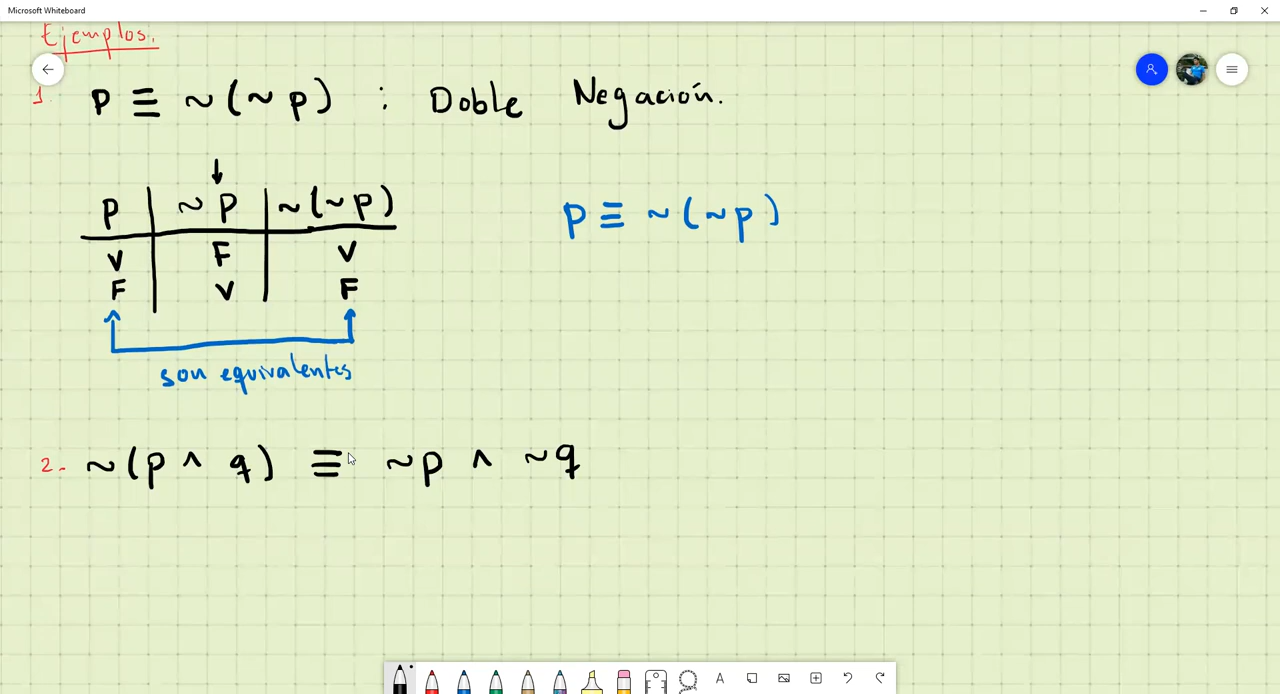 Microsoft Whiteboard
Ejemplos.
1. p ≡ ~(~p) : Doble Negación.
p | ~p | ~(~p)
V | F | V
F | V | F
son equivalentes
p ≡ ~(~p)
2. ~(p ∧ q) ≡ ~p ∧ ~q
A